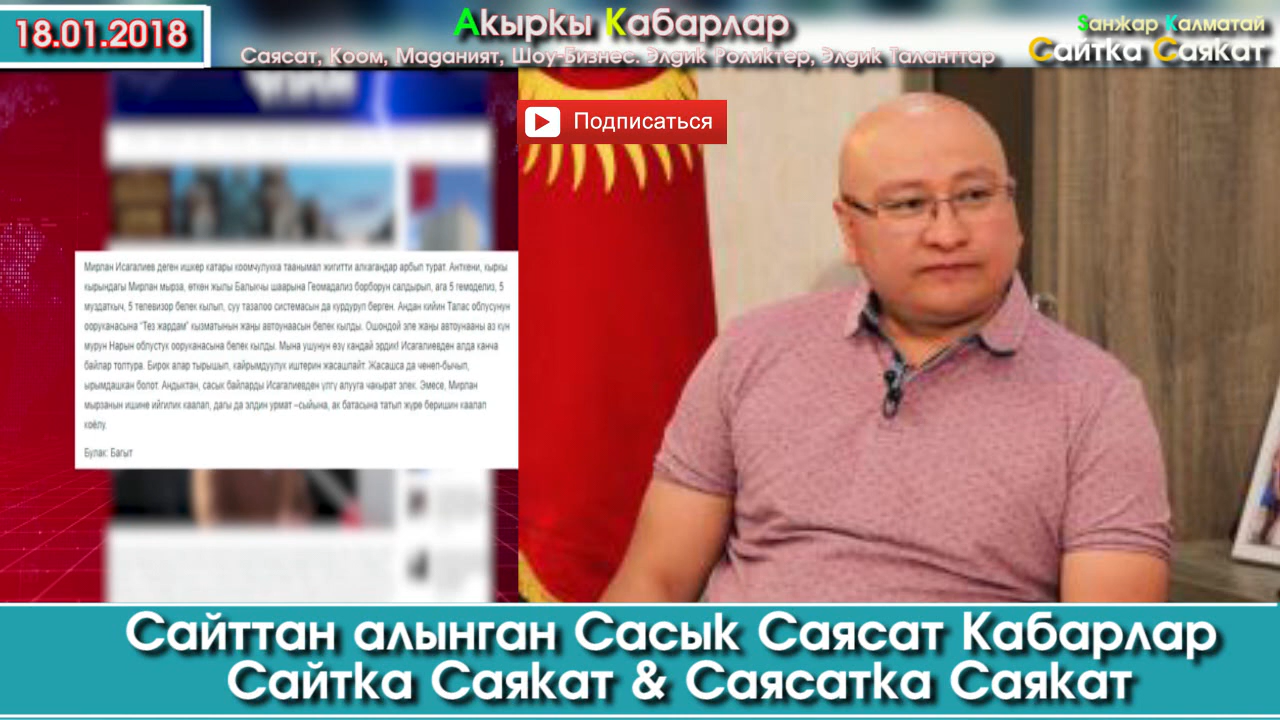 18.01.2018
Акыркы Кабарлар
Саясат, Коом, Маданият, Шоу-Бизнес. Элдик Роликтер, Элдик Таланттар
Sанжар Kалматай
Сайтка Саякат
Подписаться
Мирлан Исагалиев деген ишкер катары коомчулукка таанымал жигитти алкагандар арбып турат. Анткени, кыркы
кырындагы Мирлан мырза, өткөн жылы Балыкчы шаарына Геомадализ борборун салдырып, ага 5 гемоделиз, 5
муздаткыч, 5 телевизор белек кылып, суу тазалоо системасын да курдуруп берген. Андан кийин Талас облусунун
ооруканасына “Тез жардам” кызматынын жаңы автоунаасын белек кылды. Ошондой эле жаңы автоунааны аз күн
мурун Нарын облустук ооруканасына белек кылды. Мына ушунун өзү кандай эрдик! Исагалиевден алда канча
байлар толтура. Бирок алар тырышып, кайрымдуулук иштерин жасашпайт. Жасашса да ченеп-бычып,
ырымдашкан болот. Андыктан, сасык байларды Исагалиевден үлгү алууга чакырат элек. Эмесе, Мирлан
мырзанын ишине ийгилик каалап, дагы да элдин урмат –сыйына, ак батасына татып жүрө беришин каалап
коёлу.
Булак: Багыт
Сайттан алынган Сасык Саясат Кабарлар
Сайтка Саякат & Саясатка Саякат